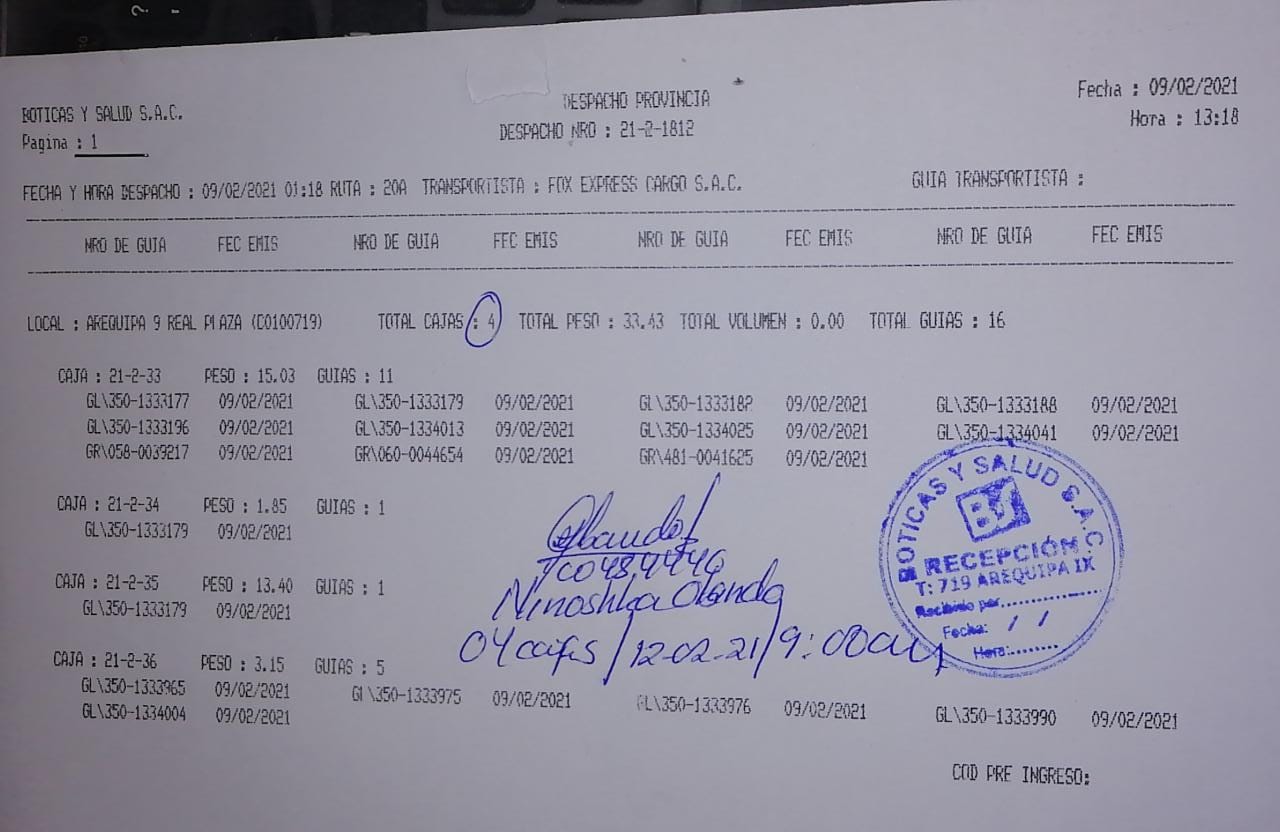 BOTICAS Y SALUD S.A.C.
DESPACHO PROVINCIA
Fecha : 09/02/2021
Pagina : 1
DESPACHO NRO : 21-2-1812
Hora : 13:18
FECHA Y HORA DESPACHO : 09/02/2021 01:18 RUTA : 20A TRANSPORTISTA : FOX EXPRESS CARGO S.A.C. GUIA TRANSPORTISTA :
NRO DE GUIA FEC EMIS NRO DE GUIA FEC EMIS NRO DE GUIA FEC EMIS NRO DE GUIA FEC EMIS
LOCAL : AREQUIPA 9 REAL PLAZA (C0100719) TOTAL CAJAS : 4 TOTAL PESO : 33.43 TOTAL VOLUMEN : 0.00 TOTAL GUIAS : 16
CAJA : 21-2-33 PESO : 15.03 GUIAS : 11
GL\350-1333177 09/02/2021 GL\350-1333179 09/02/2021 GL\350-1333182 09/02/2021 GL\350-1333188 09/02/2021
GL\350-1333196 09/02/2021 GL\350-1334013 09/02/2021 GL\350-1334025 09/02/2021 GL\350-1334041 09/02/2021
GR\058-0039217 09/02/2021 GR\060-0044654 09/02/2021 GR\481-0041625 09/02/2021
CAJA : 21-2-34 PESO : 1.85 GUIAS : 1
GL\350-1333179 09/02/2021
CAJA : 21-2-35 PESO : 13.40 GUIAS : 1
GL\350-1333179 09/02/2021
CAJA : 21-2-36 PESO : 3.15 GUIAS : 5
GL\350-1333965 09/02/2021 GL\350-1333975 09/02/2021 GL\350-1333976 09/02/2021 GL\350-1333990 09/02/2021
GL\350-1334004 09/02/2021
COD PRE INGRESO:
Ninoshka
04 cajas / 12-02-21 / 9:00am
BOTICAS Y SALUD S.A.C.
RECEPCIÓN
T: 719 AREQUIPA IX
Recibido por
Fecha: / /
Hora: